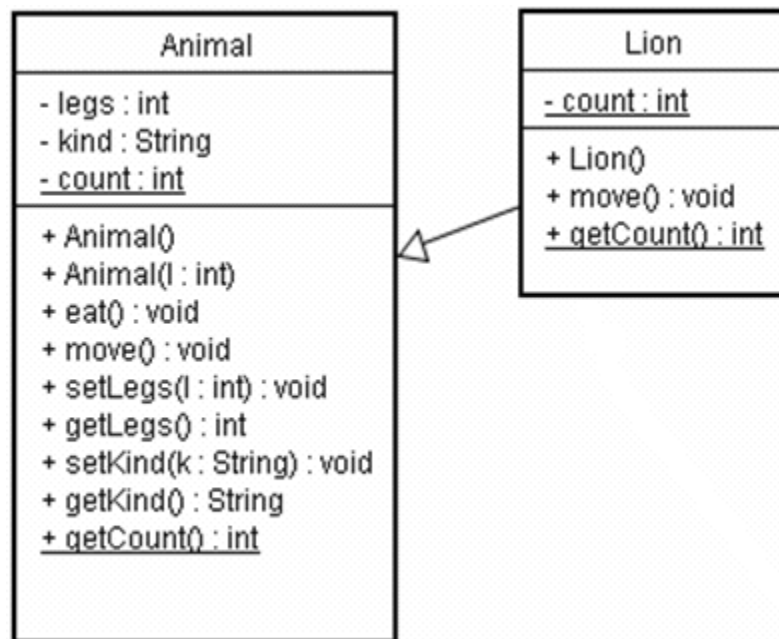 Animal
- legs : int
- kind : String
- count : int
+ Animal()
+ Animal(l : int)
+ eat() : void
+ move() : void
+ setLegs(l : int) : void
+ getLegs() : int
+ setKind(k : String) : void
+ getKind() : String
+ getCount() : int
Lion
- count : int
+ Lion()
+ move() : void
+ getCount() : int